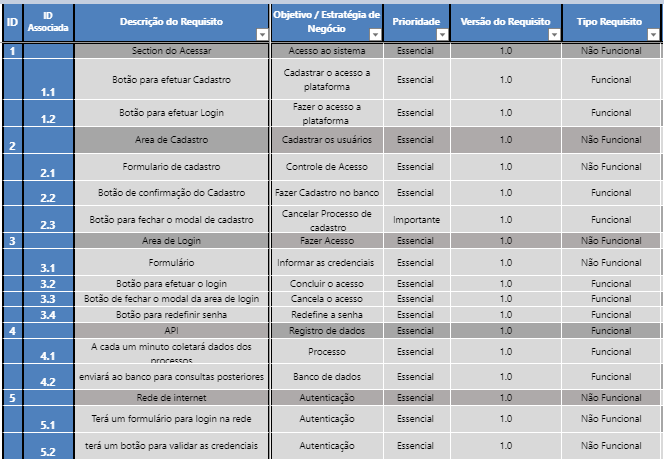 ID | ID Associada | Descrição do Requisito | Objetivo / Estratégia de Negócio | Prioridade | Versão do Requisito | Tipo Requisito
1 | Section do Acessar | Acesso ao sistema | Essencial | 1.0 | Não Funcional
1.1 | Botão para efetuar Cadastro | Cadastrar o acesso a plataforma | Essencial | 1.0 | Funcional
1.2 | Botão para efetuar Login | Fazer o acesso a plataforma | Essencial | 1.0 | Funcional
2 | Area de Cadastro | Cadastrar os usuários | Essencial | 1.0 | Não Funcional
2.1 | Formulario de cadastro | Controle de Acesso | Essencial | 1.0 | Não Funcional
2.2 | Botão de confirmação do Cadastro | Fazer Cadastro no banco | Essencial | 1.0 | Funcional
2.3 | Botão para fechar o modal de cadastro | Cancelar Processo de cadastro | Importante | 1.0 | Funcional
3 | Area de Login | Fazer Acesso | Essencial | 1.0 | Não Funcional
3.1 | Formulário | Informar as credenciais | Essencial | 1.0 | Não Funcional
3.2 | Botão para efetuar o login | Concluir o acesso | Essencial | 1.0 | Funcional
3.3 | Botão de fechar o modal da area de login | Cancela o acesso | Essencial | 1.0 | Funcional
3.4 | Botão para redefinir senha | Redefine a senha | Essencial | 1.0 | Funcional
4 | API | Registro de dados | Essencial | 1.0 | Funcional
4.1 | A cada um minuto coletará dados dos processos | Processo | Essencial | 1.0 | Funcional
4.2 | enviará ao banco para consultas posteriores | Banco de dados | Essencial | 1.0 | Funcional
5 | Rede de internet | Autenticação | Essencial | 1.0 | Não Funcional
5.1 | Terá um formulário para login na rede | Autenticação | Essencial | 1.0 | Não Funcional
5.2 | terá um botão para validar as credenciais | Autenticação | Essencial | 1.0 | Não Funcional